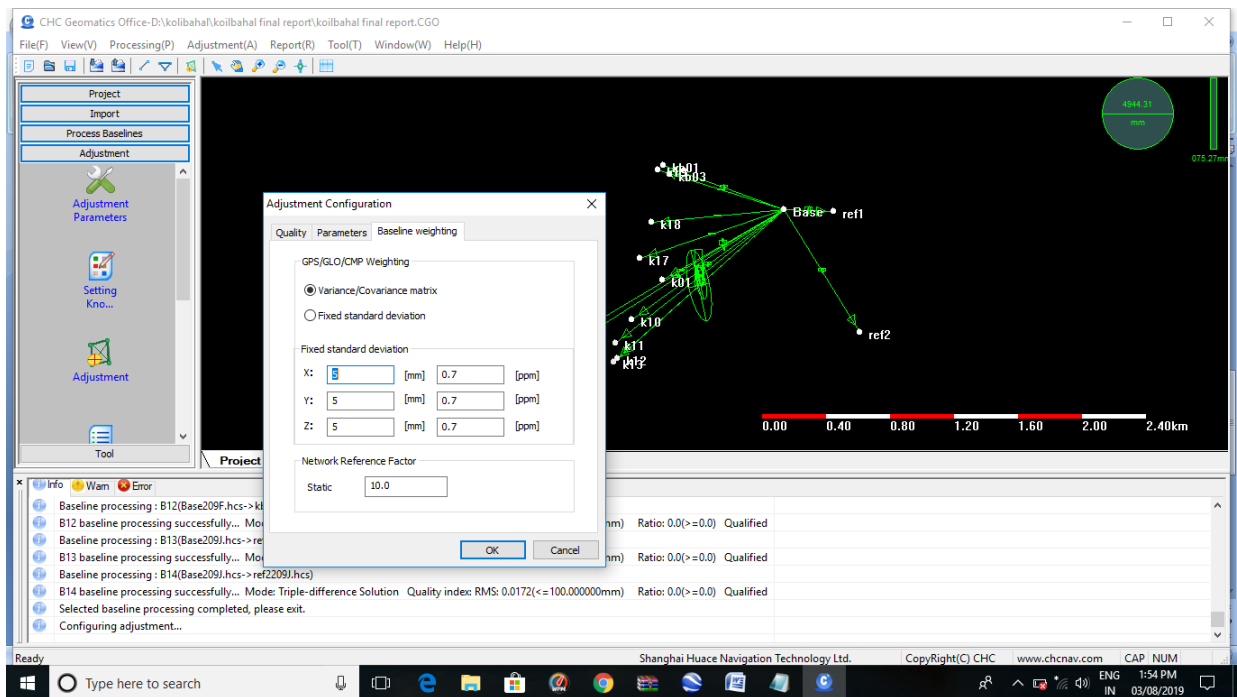 CHC Geomatics Office-D:\kolibahal\koilbahal final report\koilbahal final report.CGO
File(F) View(V) Processing(P) Adjustment(A) Report(R) Tool(T) Window(W) Help(H)
Project
Import
Process Baselines
Adjustment
Adjustment
Parameters
Setting
Kno...
Adjustment
Tool
4944.31
mm
075.27mm
kb01
kb03
Base
ref1
k18
k17
k01
k10
k11
k12
k13
ref2
0.00 0.40 0.80 1.20 1.60 2.00 2.40km
Project
Adjustment Configuration
Quality Parameters Baseline weighting
GPS/GLO/CMP Weighting
Variance/Covariance matrix
Fixed standard deviation
Fixed standard deviation
X: 5 [mm] 0.7 [ppm]
Y: 5 [mm] 0.7 [ppm]
Z: 5 [mm] 0.7 [ppm]
Network Reference Factor
Static 10.0
OK Cancel
Info Warn Error
Baseline processing : B12(Base209F.hcs->
B12 baseline processing successfully... nm) Ratio: 0.0(>=0.0) Qualified
Baseline processing : B13(Base209J.hcs->
B13 baseline processing successfully... nm) Ratio: 0.0(>=0.0) Qualified
Baseline processing : B14(Base209J.hcs->ref2209J.hcs)
B14 baseline processing successfully... Mode: Triple-difference Solution Quality index: RMS: 0.0172(<=100.000000mm) Ratio: 0.0(>=0.0) Qualified
Selected baseline processing completed, please exit.
Configuring adjustment...
Ready Shanghai Huace Navigation Technology Ltd. CopyRight(C) CHC www.chcnav.com CAP NUM
Type here to search
ENG
IN
1:54 PM
03/08/2019